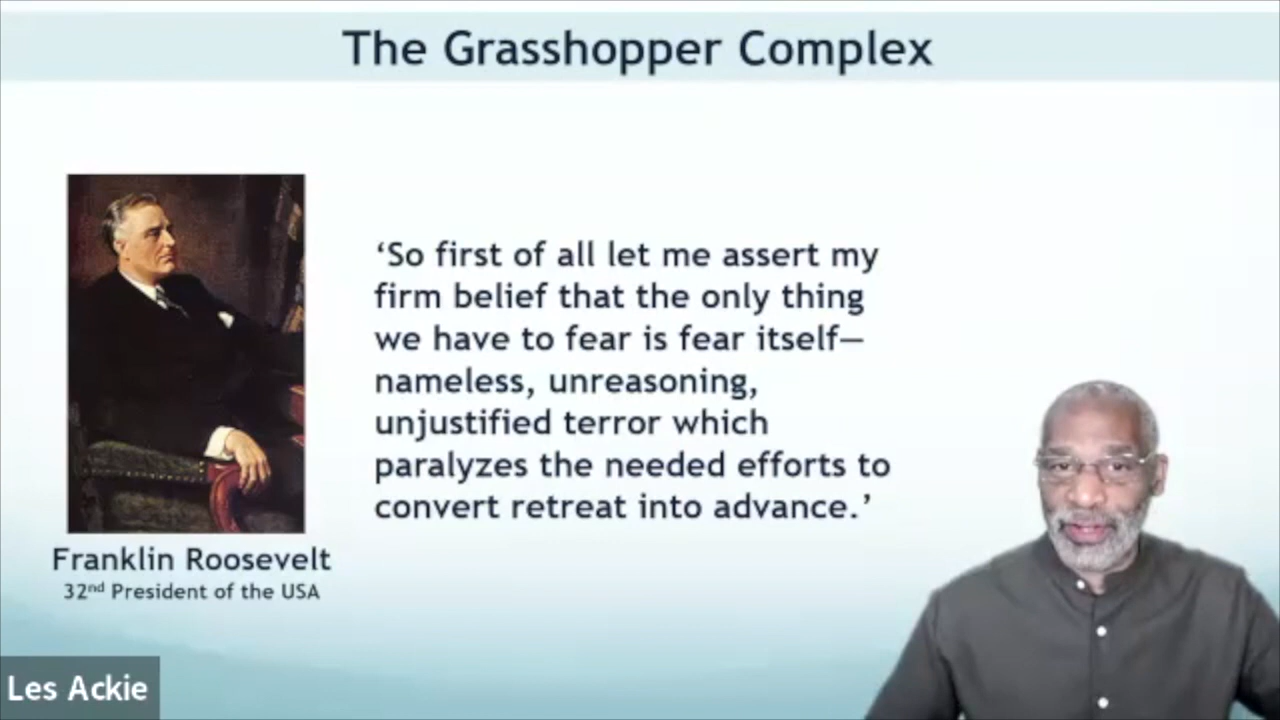 The Grasshopper Complex
‘So first of all let me assert my
firm belief that the only thing
we have to fear is fear itself—
nameless, unreasoning,
unjustified terror which
paralyzes the needed efforts to
convert retreat into advance.’
Franklin Roosevelt
32nd President of the USA
Les Ackie